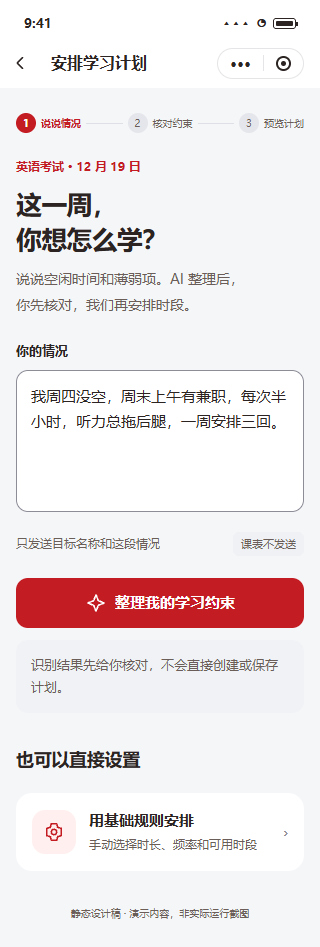 9:41
安排学习计划
1 说说情况 2 核对约束 3 预览计划
英语考试·12 月 19 日
这一周，
你想怎么学？
说说空闲时间和薄弱项。AI 整理后，
你先核对，我们再安排时段。
你的情况
我周四没空，周末上午有兼职，每次半
小时，听力总拖后腿，一周安排三回。
只发送目标名称和这段情况 课表不发送
整理我的学习约束
识别结果先给你核对，不会直接创建或保存
计划。
也可以直接设置
用基础规则安排
手动选择时长、频率和可用时段
静态设计稿 · 演示内容，非实际运行截图